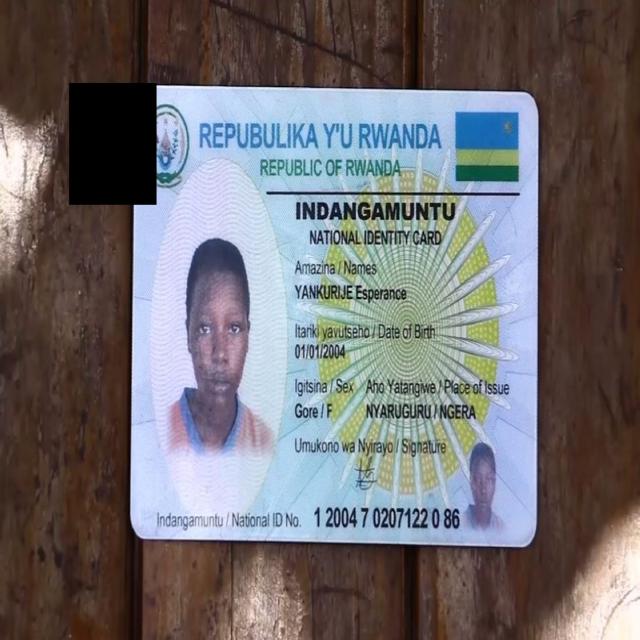 REPUBULIKA Y'U RWANDA
REPUBLIC OF RWANDA
INDANGAMUNTU
NATIONAL IDENTITY CARD
Amazina / Names
YANKURIJE Esperance
Itariki yavutseho / Date of Birth
01/01/2004
Igitsina / Sex Aho Yatangiwe / Place of Issue
Gore / F NYARUGURU / NGERA
Umukono wa Nyirayo / Signature
Indangamuntu / National ID No. 1 2004 7 0207122 0 86